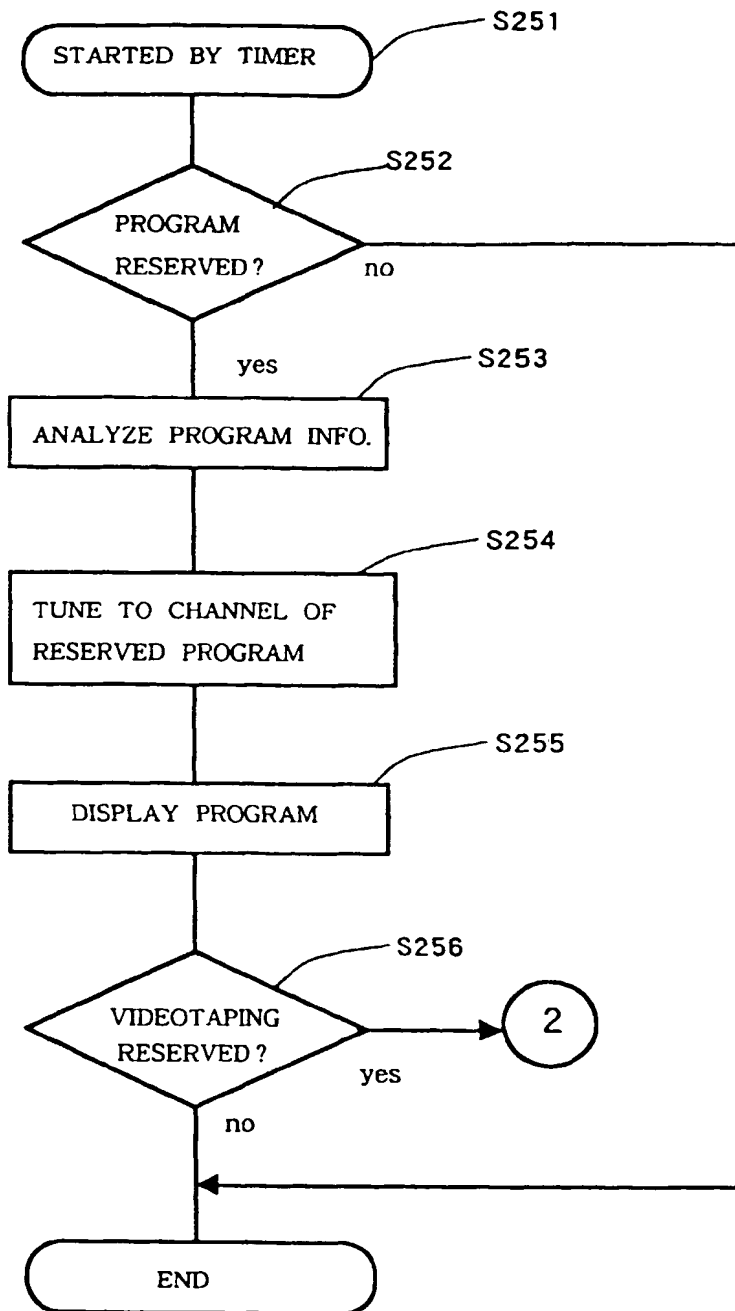 S251
STARTED BY TIMER
S252
PROGRAM
RESERVED?
no
yes
S253
ANALYZE PROGRAM INFO.
S254
TUNE TO CHANNEL OF
RESERVED PROGRAM
S255
DISPLAY PROGRAM
S256
VIDEOTAPING
RESERVED?
2
yes
no
END